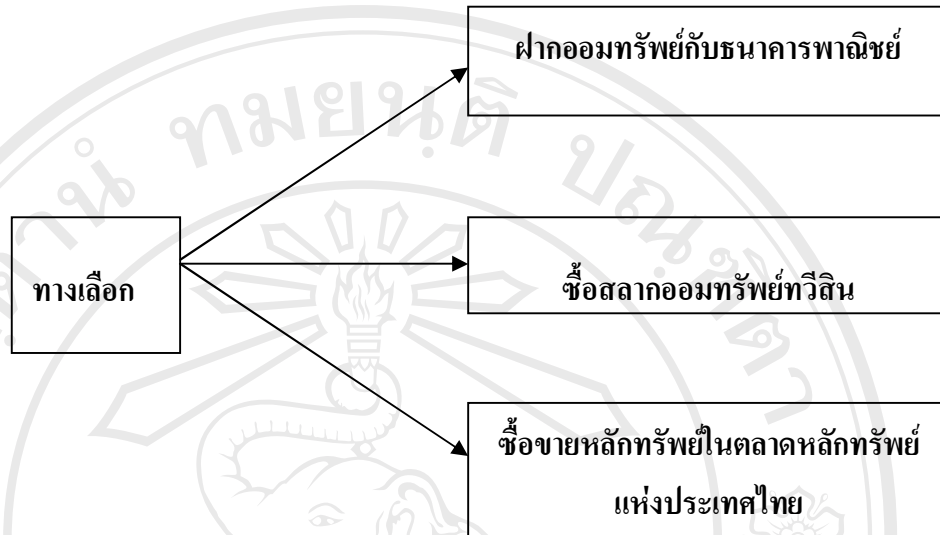 ฝากออมทรัพย์กับธนาคารพาณิชย์
ทางเลือก
ซื้อสลากออมทรัพย์ทวีสิน
ซื้อขายหลักทรัพย์ในตลาดหลักทรัพย์
แห่งประเทศไทย